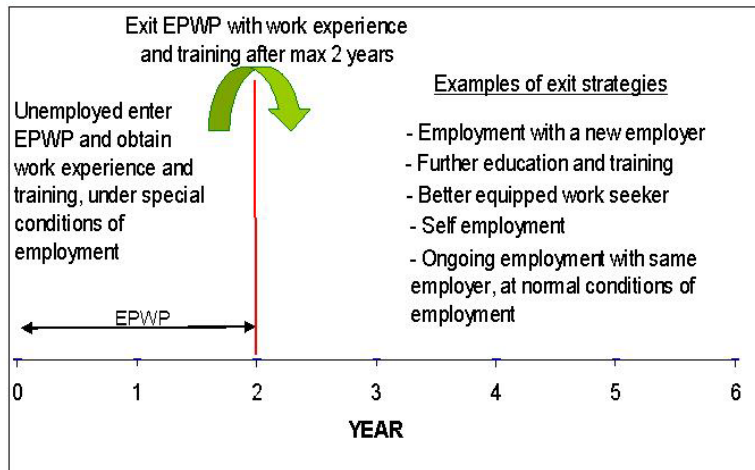 Exit EPWP with work experience
and training after max 2 years
Unemployed enter
EPWP and obtain
work experience and
training, under special
conditions of
employment
Examples of exit strategies
- Employment with a new employer
- Further education and training
- Better equipped work seeker
- Self employment
- Ongoing employment with same
employer, at normal conditions of
employment
EPWP
0 1 2 3 4 5 6
YEAR